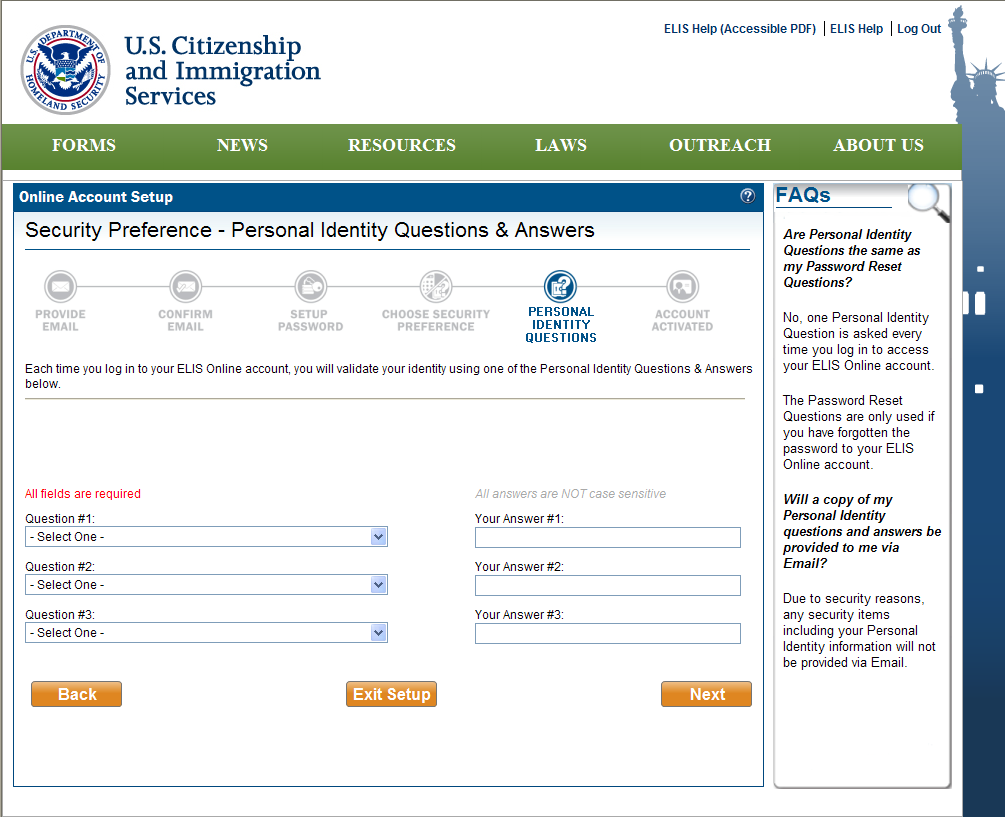 U.S. DEPARTMENT OF
HOMELAND SECURITY
U.S. Citizenship
and Immigration
Services
ELIS Help (Accessible PDF) | ELIS Help | Log Out
FORMS NEWS RESOURCES LAWS OUTREACH ABOUT US
Online Account Setup ?
Security Preference - Personal Identity Questions & Answers
PROVIDE
EMAIL
CONFIRM
EMAIL
SETUP
PASSWORD
CHOOSE SECURITY
PREFERENCE
PERSONAL
IDENTITY
QUESTIONS
ACCOUNT
ACTIVATED
Each time you log in to your ELIS Online account, you will validate your identity using one of the Personal Identity Questions & Answers
below.
All fields are required
All answers are NOT case sensitive
Question #1:
- Select One -
Your Answer #1:
Question #2:
- Select One -
Your Answer #2:
Question #3:
- Select One -
Your Answer #3:
Back
Exit Setup
Next
FAQs
Are Personal Identity
Questions the same as
my Password Reset
Questions?
No, one Personal Identity
Question is asked every
time you log in to access
your ELIS Online account.
The Password Reset
Questions are only used if
you have forgotten the
password to your ELIS
Online account.
Will a copy of my
Personal Identity
questions and answers be
provided to me via
Email?
Due to security reasons,
any security items
including your Personal
Identity information will not
be provided via Email.